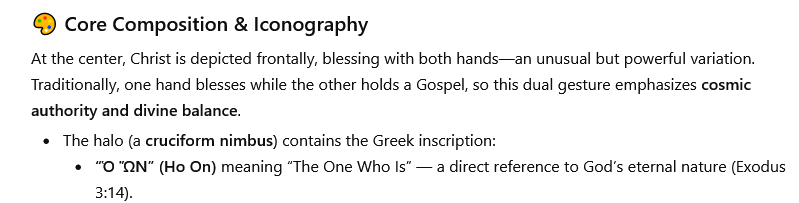 🎨 Core Composition & Iconography
At the center, Christ is depicted frontally, blessing with both hands—an unusual but powerful variation.
Traditionally, one hand blesses while the other holds a Gospel, so this dual gesture emphasizes cosmic
authority and divine balance.
• The halo (a cruciform nimbus) contains the Greek inscription:
• “Ὁ ὬΝ” (Ho On) meaning “The One Who Is” — a direct reference to God’s eternal nature (Exodus
3:14).